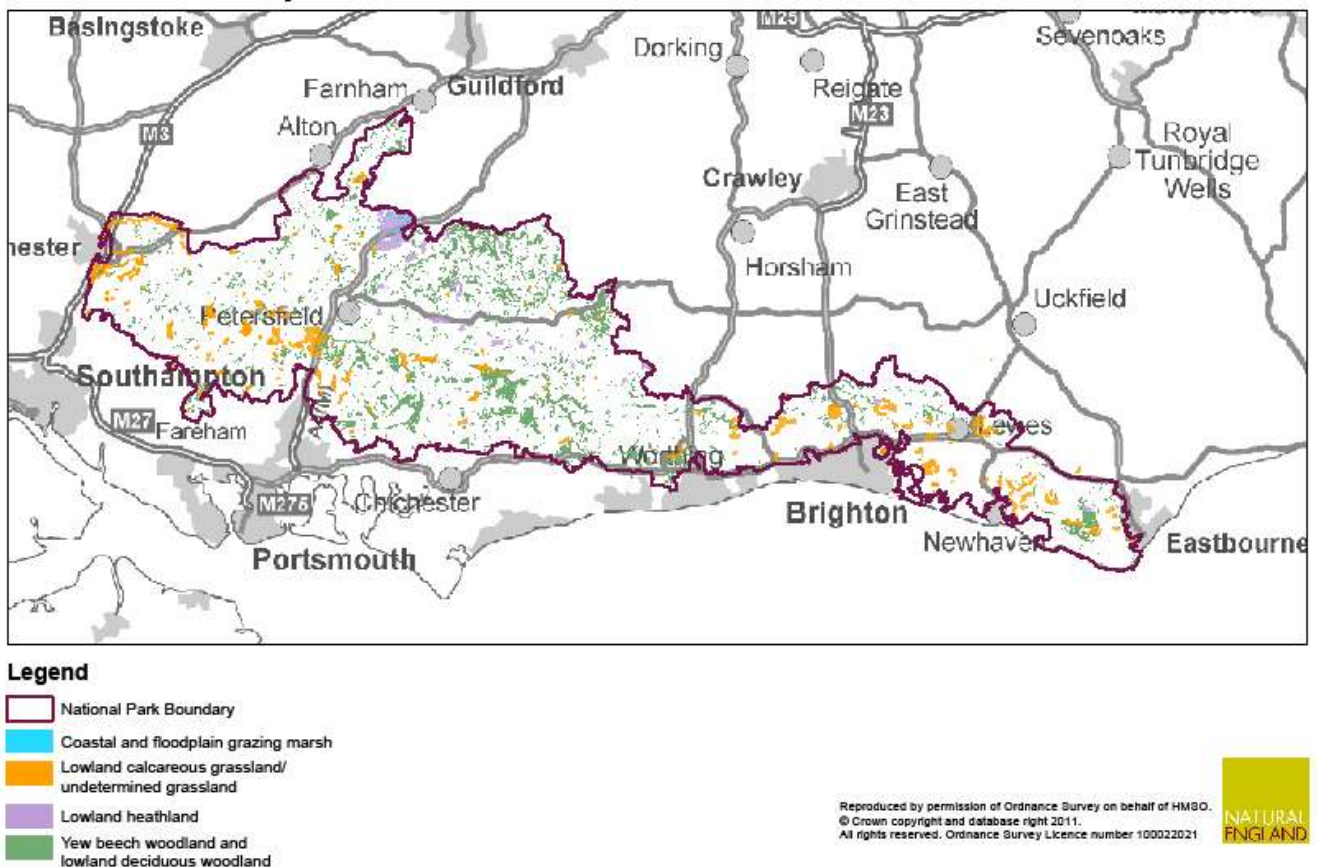 M25
Basingstoke
Dorking
Sevenoaks
Farnham
Guildford
Reigate
M3
Alton
M23
Royal
Tunbridge
Wells
Crawley
East
Grinstead
hester
Horsham
Uckfield
Petersfield
Southampton
M27
Fareham
Lewes
Worthing
M275
Chichester
Brighton
Newhaven
Eastbourne
Portsmouth
Legend
National Park Boundary
Coastal and floodplain grazing marsh
Lowland calcareous grassland/
undetermined grassland
Lowland heathland
Yew beech woodland and
lowland deciduous woodland
Reproduced by permission of Ordnance Survey on behalf of HMSO.
© Crown copyright and database right 2011.
All rights reserved. Ordnance Survey Licence number 100022021
NATURAL
ENGLAND